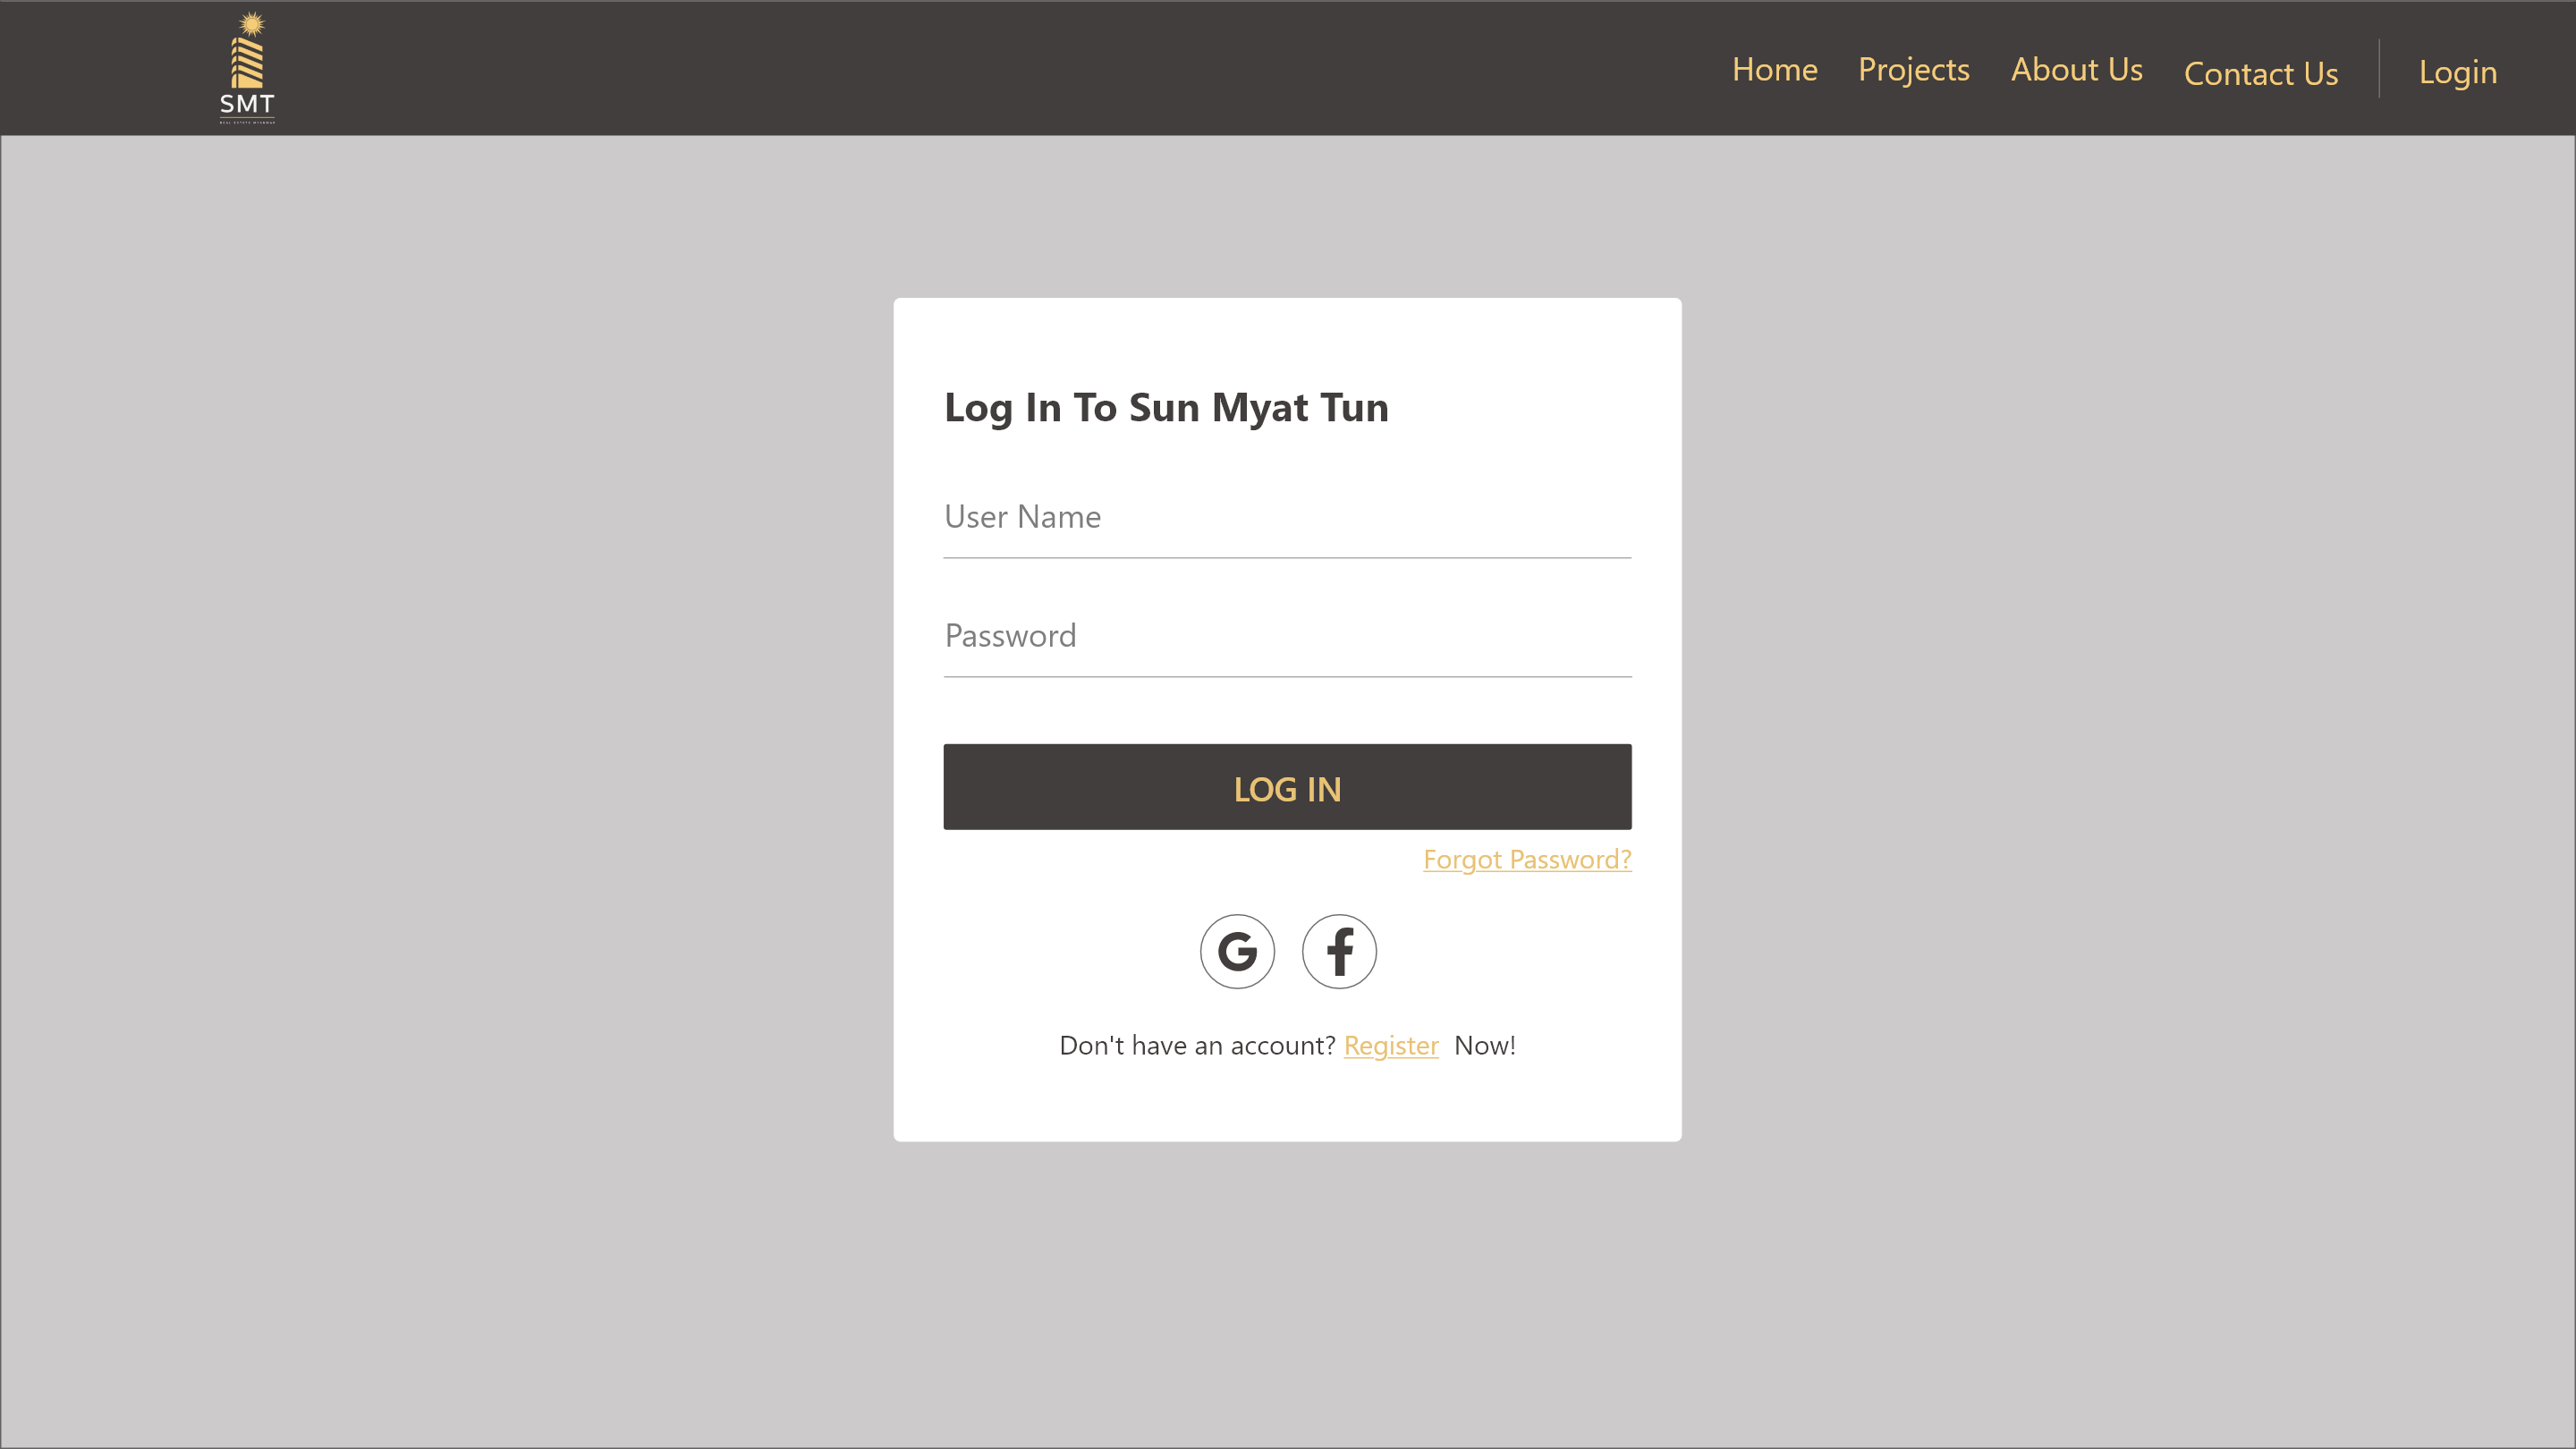 SMT
Home Projects About Us Contact Us Login
Log In To Sun Myat Tun
User Name
Password
LOG IN
Forgot Password?
Don't have an account? Register Now!